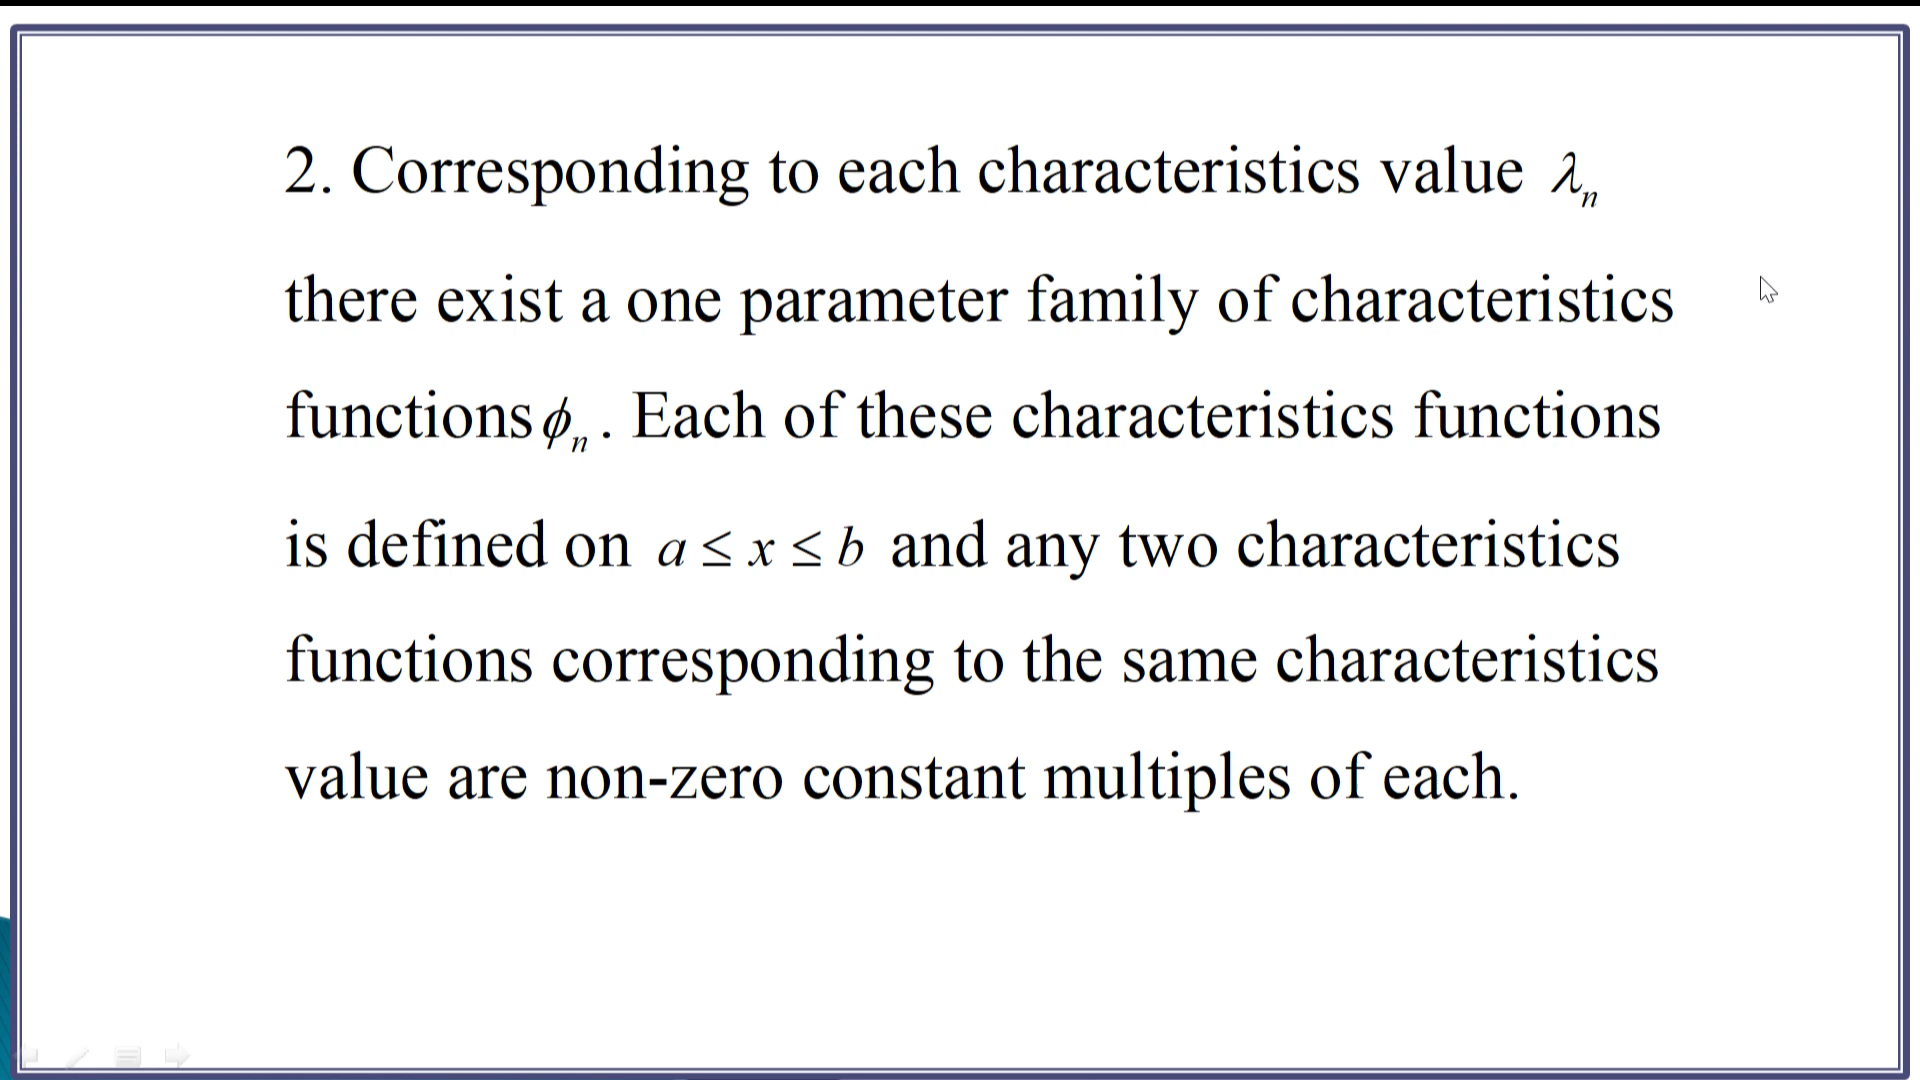 2. Corresponding to each characteristics value λₙ
there exist a one parameter family of characteristics
functions ϕₙ. Each of these characteristics functions
is defined on a ≤ x ≤ b and any two characteristics
functions corresponding to the same characteristics
value are non-zero constant multiples of each.